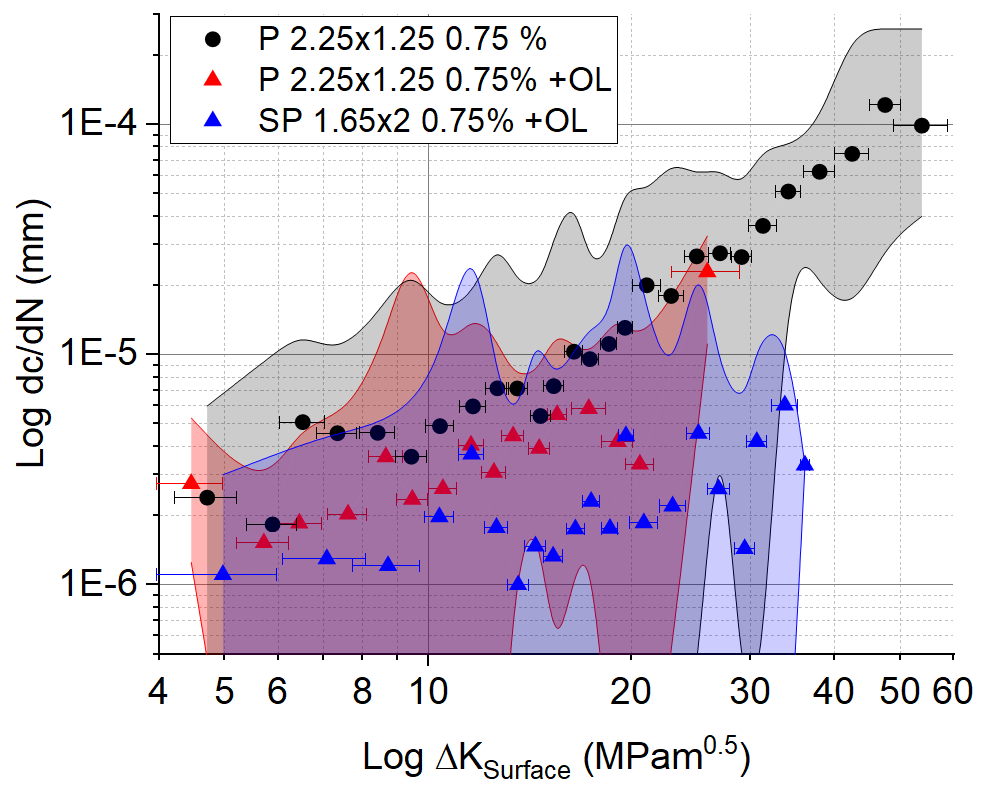 P 2.25x1.25 0.75 %
P 2.25x1.25 0.75% +OL
SP 1.65x2 0.75% +OL
Log dc/dN (mm)
1E-4
1E-5
1E-6
4 5 6 8 10 20 30 40 50 60
Log ΔK_Surface (MPam^0.5)